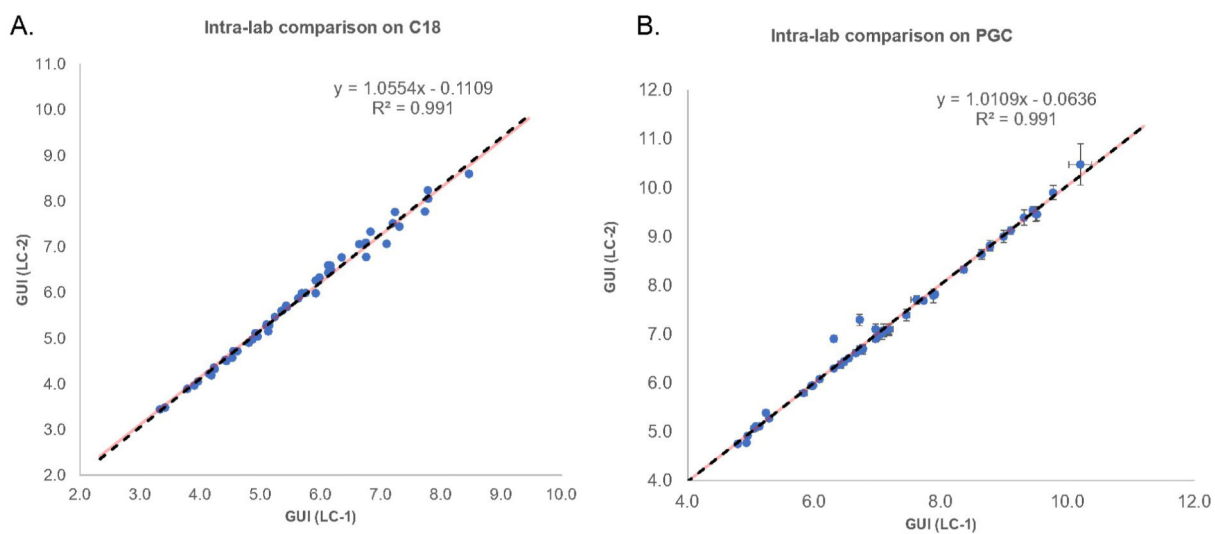 A.
Intra-lab comparison on C18
11.0
10.0
9.0
8.0
7.0
6.0
5.0
4.0
3.0
2.0
y = 1.0554x - 0.1109
R² = 0.991
GUI (LC-2)
2.0 3.0 4.0 5.0 6.0 7.0 8.0 9.0 10.0
GUI (LC-1)
B.
Intra-lab comparison on PGC
12.0
11.0
10.0
9.0
8.0
7.0
6.0
5.0
4.0
y = 1.0109x - 0.0636
R² = 0.991
GUI (LC-2)
4.0 6.0 8.0 10.0 12.0
GUI (LC-1)